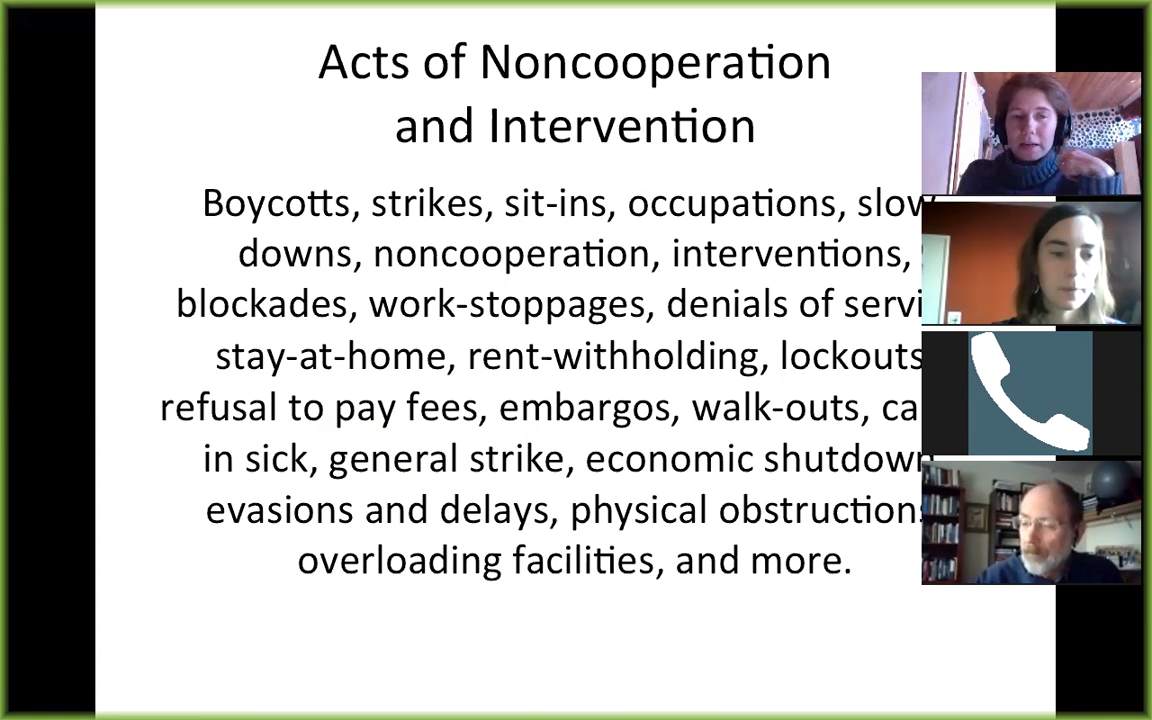 Acts of Noncooperation
and Intervention
Boycotts, strikes, sit-ins, occupations, slow
downs, noncooperation, interventions,
blockades, work-stoppages, denials of
stay-at-home, rent-withholding, lockouts
refusal to pay fees, embargos, walk-outs,
in sick, general strike, economic shutdown
evasions and delays, physical obstructions
overloading facilities, and more.